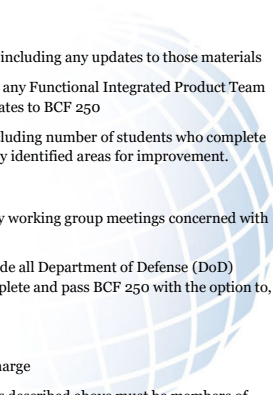 including any updates to those materials
any Functional Integrated Product Team
ates to BCF 250
luding number of students who complete
y identified areas for improvement.
y working group meetings concerned with
de all Department of Defense (DoD)
plete and pass BCF 250 with the option to,
harge
s described above must be members of